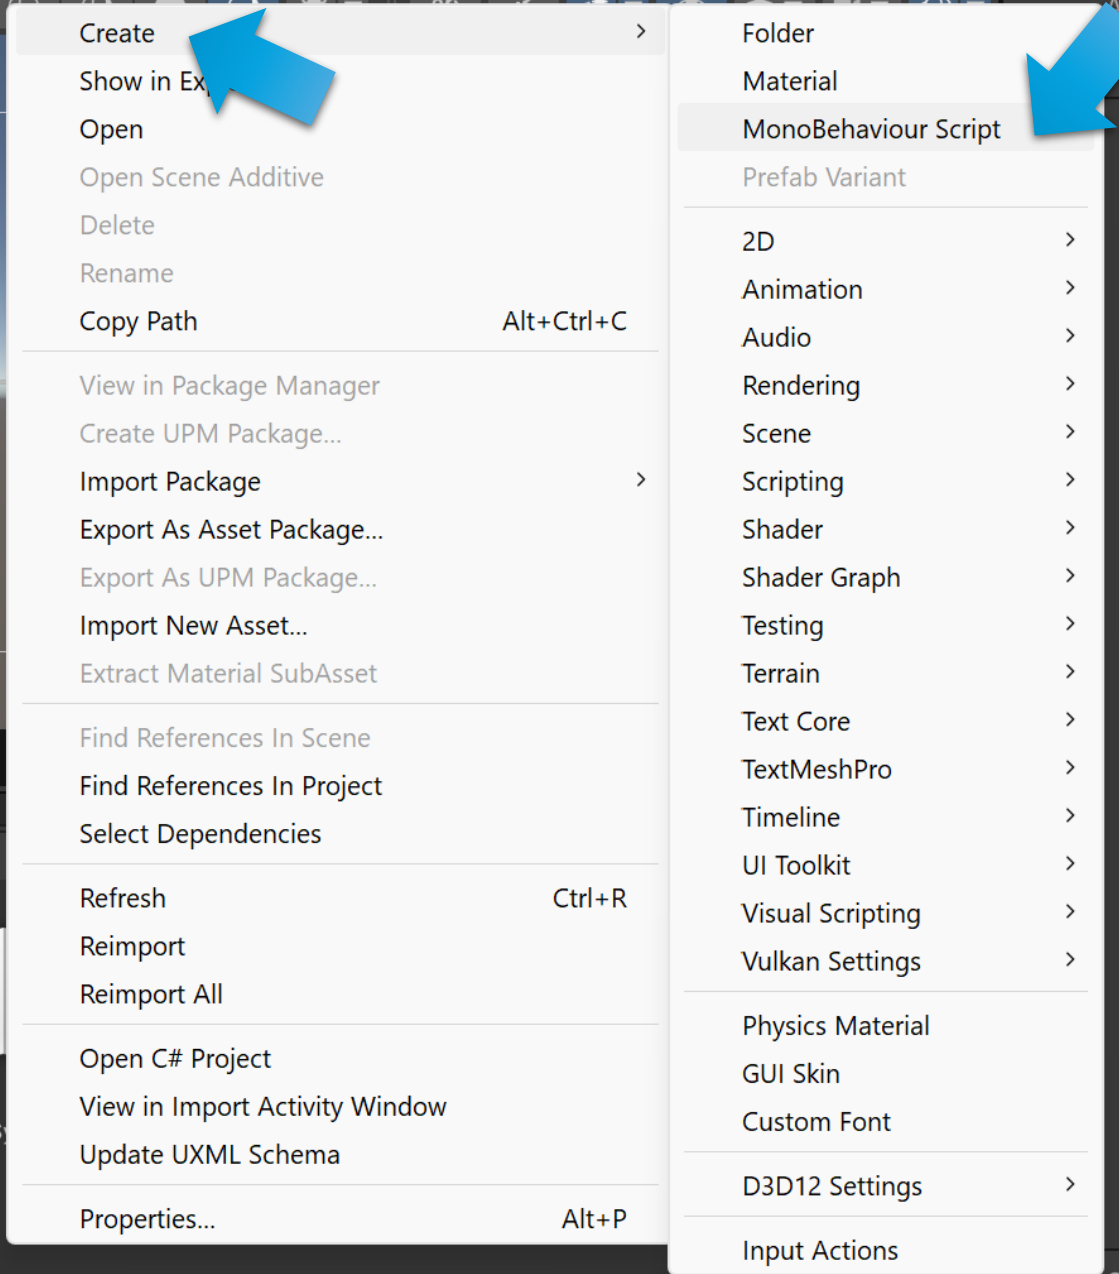 Create
Show in Ex
Open
Open Scene Additive
Delete
Rename
Copy Path Alt+Ctrl+C
View in Package Manager
Create UPM Package...
Import Package
Export As Asset Package...
Export As UPM Package...
Import New Asset...
Extract Material SubAsset
Find References In Scene
Find References In Project
Select Dependencies
Refresh Ctrl+R
Reimport
Reimport All
Open C# Project
View in Import Activity Window
Update UXML Schema
Properties... Alt+P
Folder
Material
MonoBehaviour Script
Prefab Variant
2D
Animation
Audio
Rendering
Scene
Scripting
Shader
Shader Graph
Testing
Terrain
Text Core
TextMeshPro
Timeline
UI Toolkit
Visual Scripting
Vulkan Settings
Physics Material
GUI Skin
Custom Font
D3D12 Settings
Input Actions